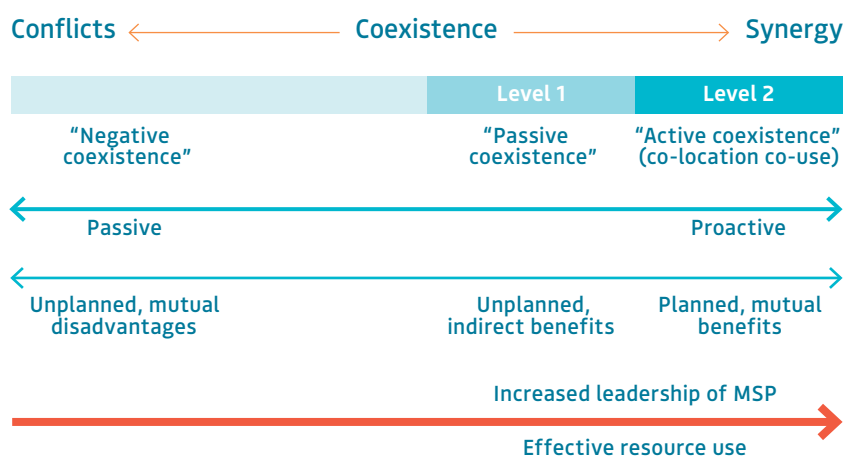 Conflicts Coexistence Synergy
Level 1 Level 2
“Negative “Passive “Active coexistence”
coexistence” coexistence” (co-location co-use)
Passive Proactive
Unplanned, mutual Unplanned, Planned, mutual
disadvantages indirect benefits benefits
Increased leadership of MSP
Effective resource use